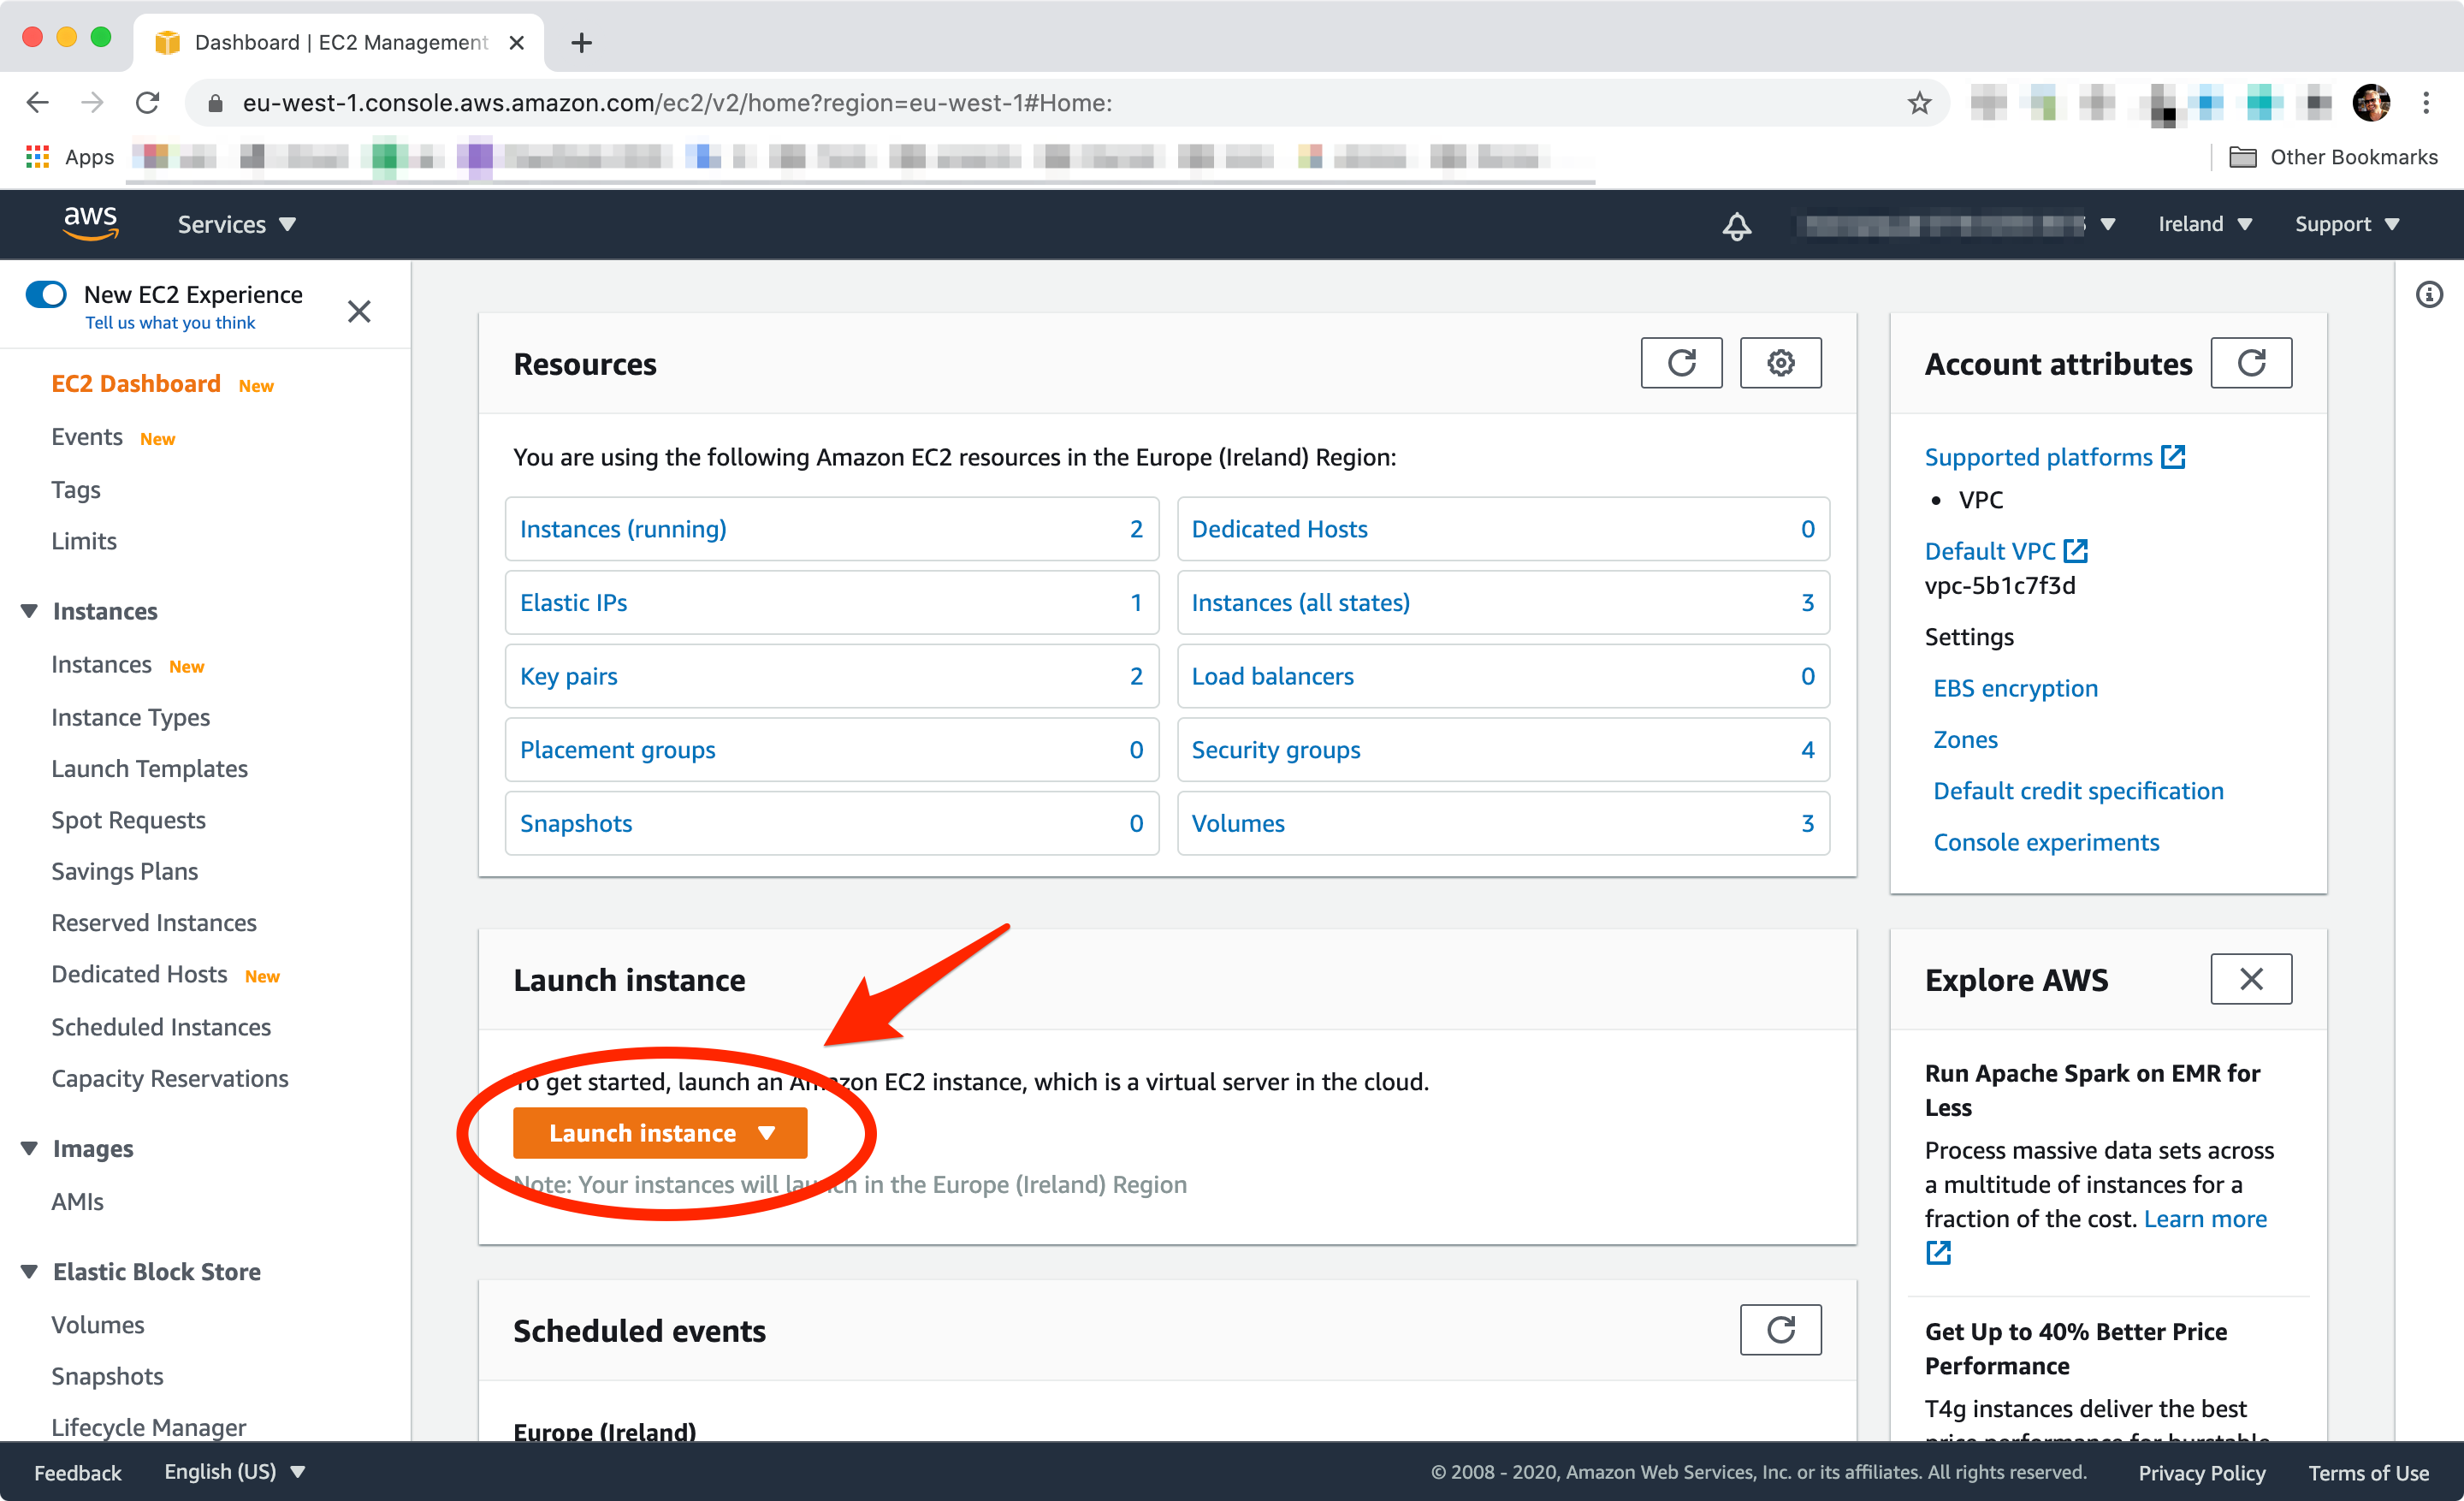 Dashboard | EC2 Management
eu-west-1.console.aws.amazon.com/ec2/v2/home?region=eu-west-1#Home:
Apps
Other Bookmarks
aws
Services
Ireland
Support
New EC2 Experience
Tell us what you think
EC2 Dashboard New
Events New
Tags
Limits
Instances
Instances New
Instance Types
Launch Templates
Spot Requests
Savings Plans
Reserved Instances
Dedicated Hosts New
Scheduled Instances
Capacity Reservations
Images
AMIs
Elastic Block Store
Volumes
Snapshots
Lifecycle Manager
Resources
You are using the following Amazon EC2 resources in the Europe (Ireland) Region:
Instances (running) 2
Dedicated Hosts 0
Elastic IPs 1
Instances (all states) 3
Key pairs 2
Load balancers 0
Placement groups 0
Security groups 4
Snapshots 0
Volumes 3
Launch instance
To get started, launch an Amazon EC2 instance, which is a virtual server in the cloud.
Launch instance
Note: Your instances will launch in the Europe (Ireland) Region
Scheduled events
Europe (Ireland)
Account attributes
Supported platforms
• VPC
Default VPC
vpc-5b1c7f3d
Settings
EBS encryption
Zones
Default credit specification
Console experiments
Explore AWS
Run Apache Spark on EMR for
Less
Process massive data sets across
a multitude of instances for a
fraction of the cost. Learn more
Get Up to 40% Better Price
Performance
T4g instances deliver the best
price performance for burstable
Feedback
English (US)
© 2008 - 2020, Amazon Web Services, Inc. or its affiliates. All rights reserved.
Privacy Policy
Terms of Use